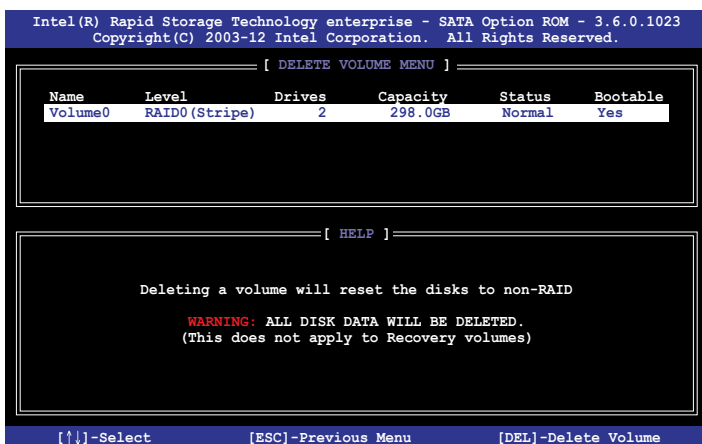 Intel(R) Rapid Storage Technology enterprise - SATA Option ROM - 3.6.0.1023
Copyright(C) 2003-12 Intel Corporation. All Rights Reserved.
[ DELETE VOLUME MENU ]
Name Level Drives Capacity Status Bootable
Volume0 RAID0(Stripe) 2 298.0GB Normal Yes
[ HELP ]
Deleting a volume will reset the disks to non-RAID
WARNING: ALL DISK DATA WILL BE DELETED.
(This does not apply to Recovery volumes)
[↑↓]-Select [ESC]-Previous Menu [DEL]-Delete Volume